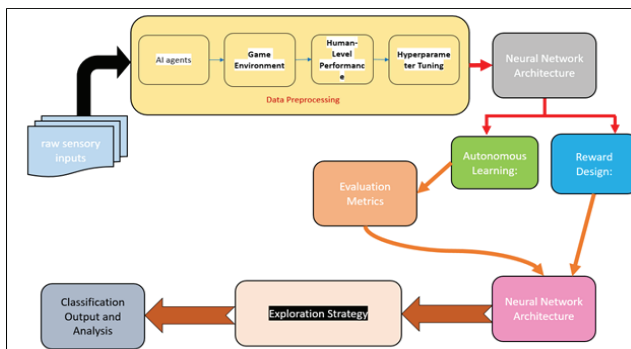 Human-
Level
Performanc
e
AI agents
Game
Environment
Hyperparame
ter Tuning
Data Preprocessing
Neural Network
Architecture
raw sensory
inputs
Autonomous
Learning:
Reward
Design:
Evaluation
Metrics
Classification
Output and
Analysis
Exploration Strategy
Neural Network
Architecture